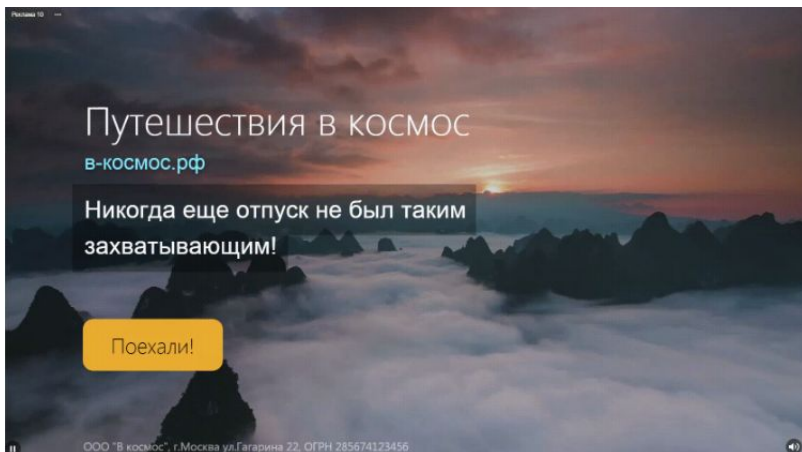 Реклама 10
Путешествия в космос
в-космос.рф
Никогда еще отпуск не был таким
захватывающим!
Поехали!
ООО "В космос", г.Москва ул.Гагарина 22, ОГРН 285674123456